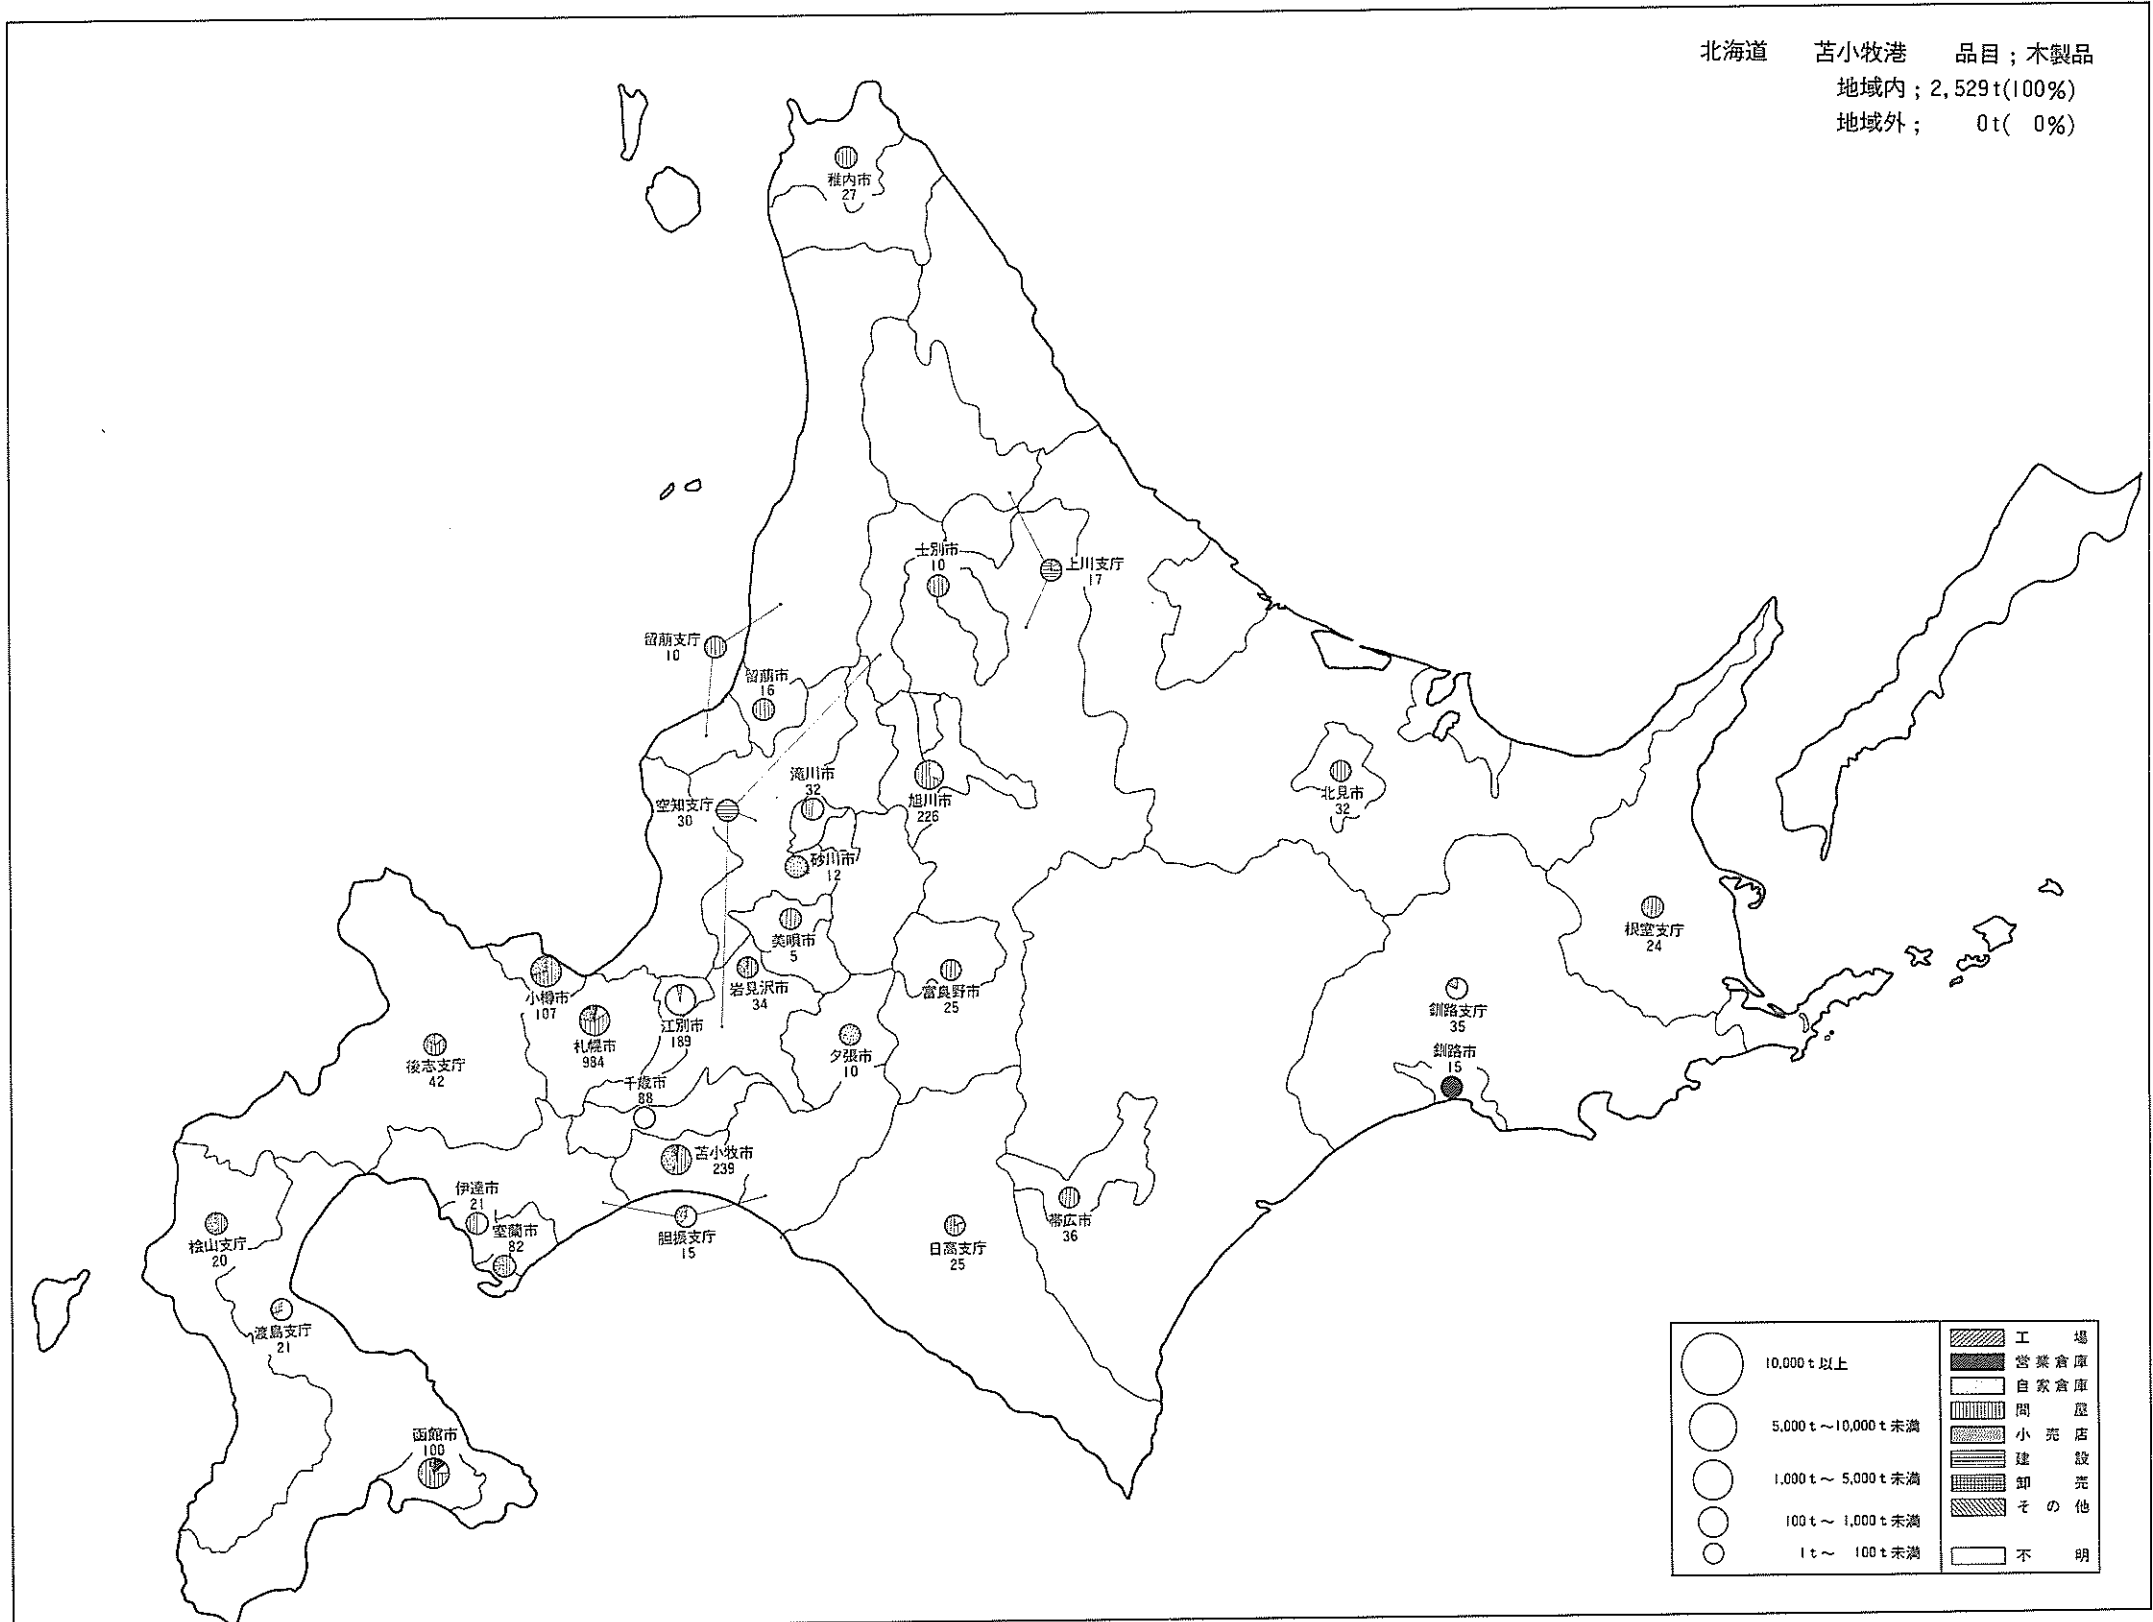 北海道 苫小牧港 品目；木製品
地域内；2,529t(100%)
地域外； 0t( 0%)
稚内市
27
士別市
10
上川支庁
17
留萠支庁
10
留萠市
16
滝川市
32
旭川市
226
空知支庁
30
砂川市
12
北見市
32
美唄市
5
根室支庁
24
岩見沢市
34
富良野市
25
小樽市
107
江別市
189
札幌市
984
釧路支庁
35
夕張市
10
後志支庁
42
釧路市
15
千歳市
88
苫小牧市
239
伊達市
21
室蘭市
82
胆振支庁
15
帯広市
36
日高支庁
25
桧山支庁
20
渡島支庁
21
函館市
100
10,000t以上
5,000t～10,000t未満
1,000t～5,000t未満
100t～1,000t未満
1t～100t未満
工場
営業倉庫
自家倉庫
問屋
小売店
建設
卸売
その他
不明